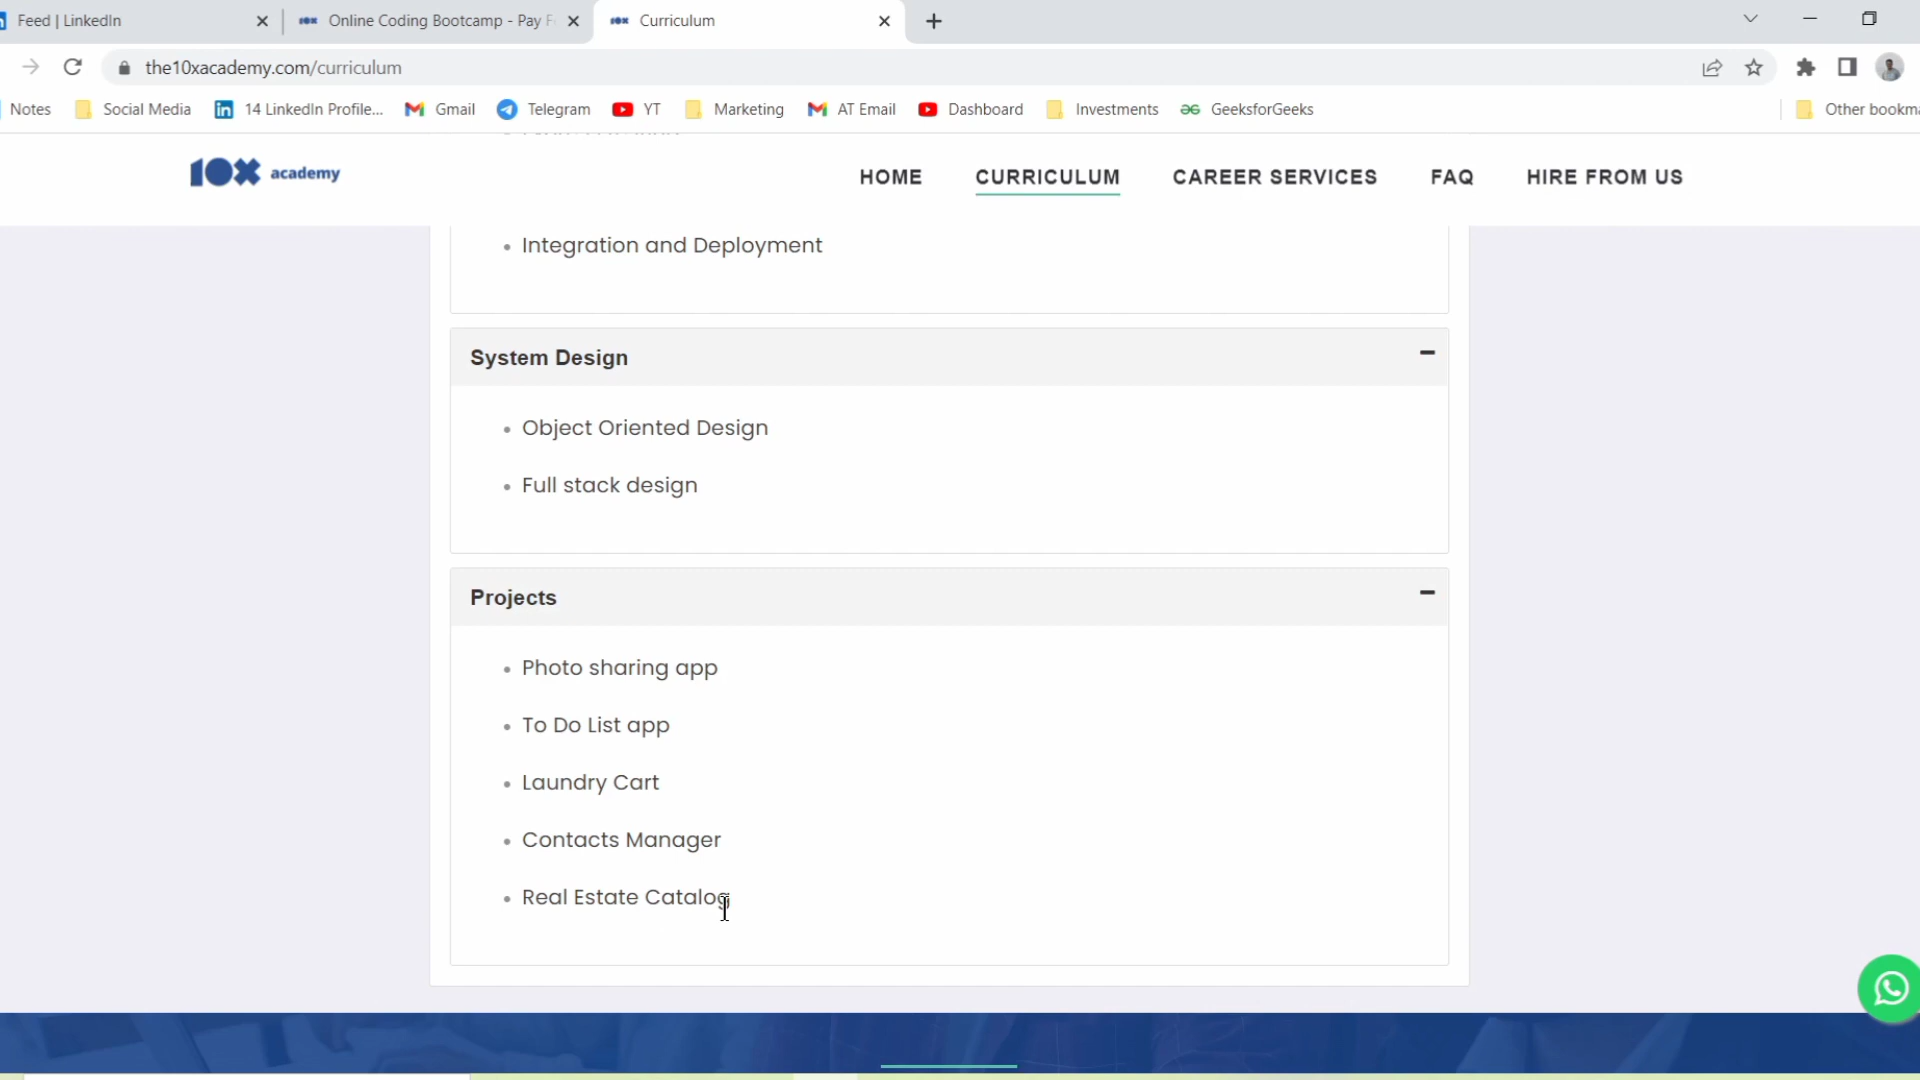 Feed | LinkedIn
Online Coding Bootcamp - Pay F
Curriculum
the10xacademy.com/curriculum
Notes
Social Media
14 LinkedIn Profile...
Gmail
Telegram
YT
Marketing
AT Email
Dashboard
Investments
GeeksforGeeks
Other bookma
10X academy
HOME
CURRICULUM
CAREER SERVICES
FAQ
HIRE FROM US
Integration and Deployment
System Design
Object Oriented Design
Full stack design
Projects
Photo sharing app
To Do List app
Laundry Cart
Contacts Manager
Real Estate Catalog